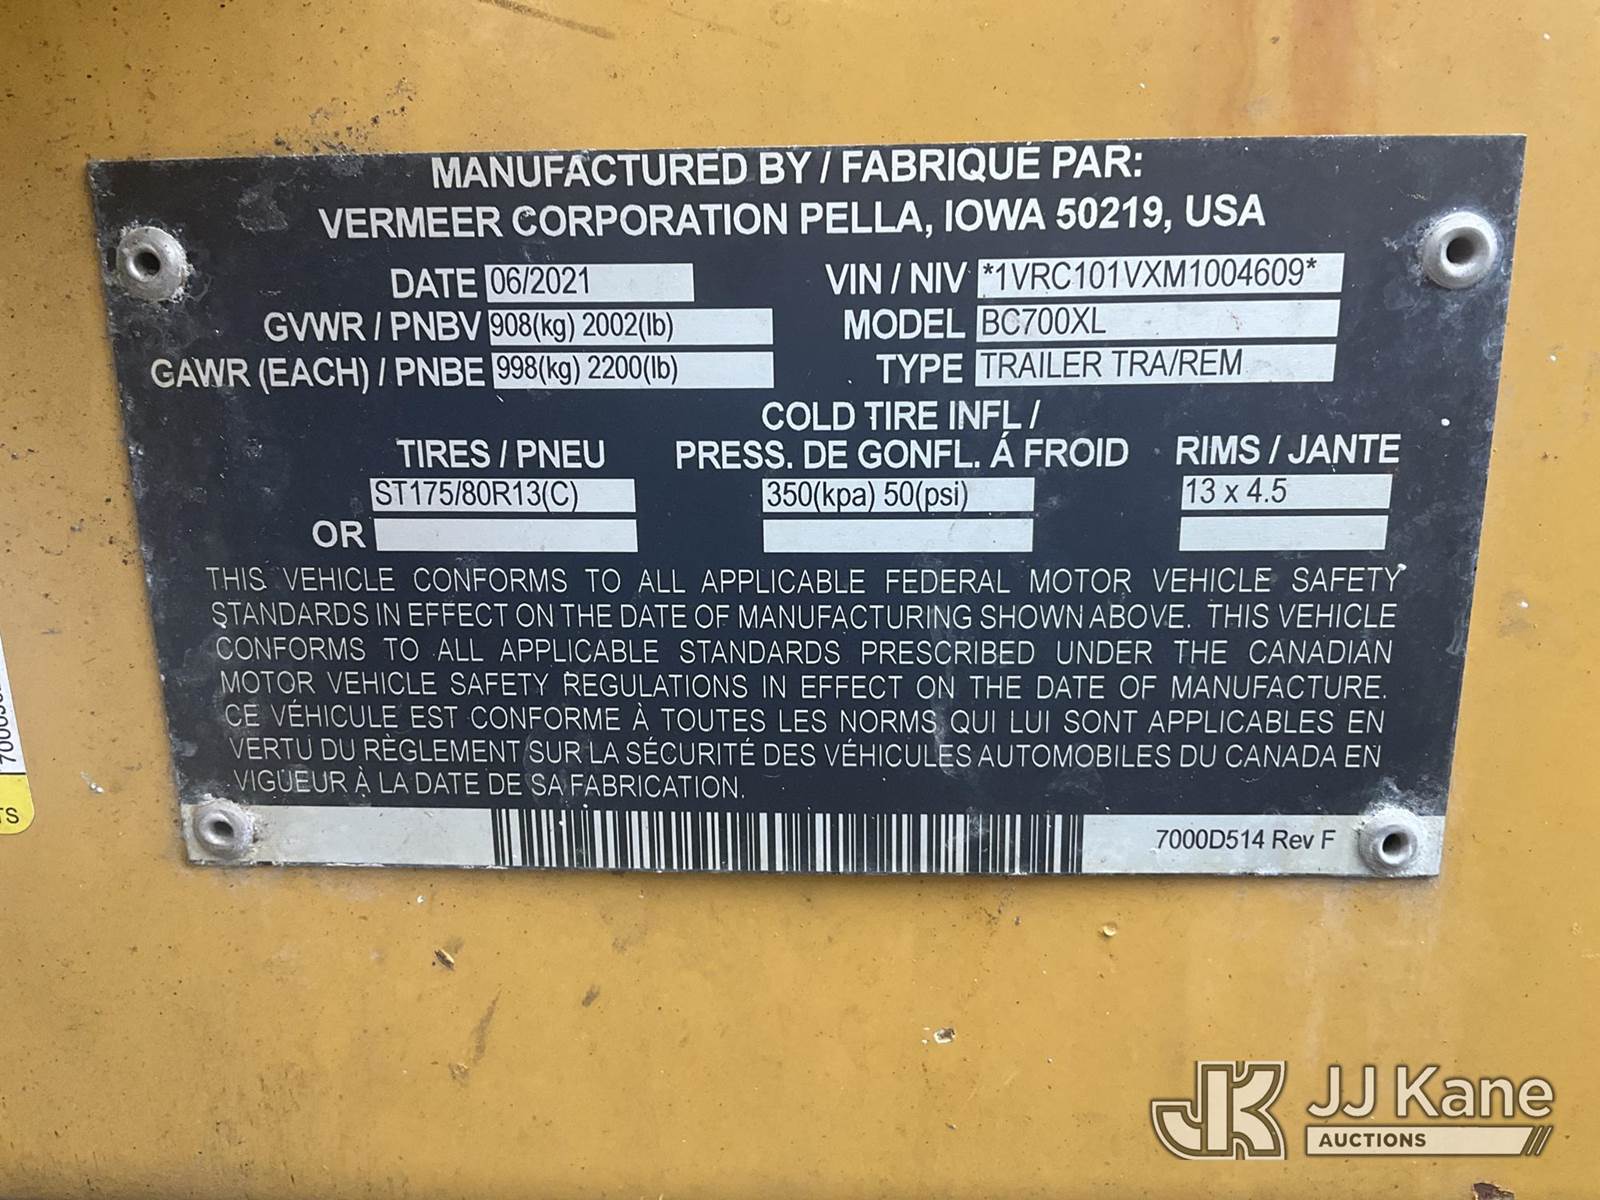 MANUFACTURED BY / FABRIQUÉ PAR:
VERMEER CORPORATION PELLA, IOWA 50219, USA
DATE 06/2021 VIN / NIV *1VRC101VXM1004609*
GVWR / PNBV 908(kg) 2002(lb) MODEL BC700XL
GAWR (EACH) / PNBE 998(kg) 2200(lb) TYPE TRAILER TRA/REM
COLD TIRE INFL /
TIRES / PNEU PRESS. DE GONFL. Á FROID RIMS / JANTE
ST175/80R13(C) 350(kpa) 50(psi) 13 x 4.5
OR
THIS VEHICLE CONFORMS TO ALL APPLICABLE FEDERAL MOTOR VEHICLE SAFETY
STANDARDS IN EFFECT ON THE DATE OF MANUFACTURING SHOWN ABOVE. THIS VEHICLE
CONFORMS TO ALL APPLICABLE STANDARDS PRESCRIBED UNDER THE CANADIAN
MOTOR VEHICLE SAFETY REGULATIONS IN EFFECT ON THE DATE OF MANUFACTURE.
CE VÉHICULE EST CONFORME À TOUTES LES NORMS QUI LUI SONT APPLICABLES EN
VERTU DU RÈGLEMENT SUR LA SÉCURITÉ DES VÉHICULES AUTOMOBILES DU CANADA EN
VIGUEUR À LA DATE DE SA FABRICATION.
7000D514 Rev F
TS
JK JJ Kane
AUCTIONS